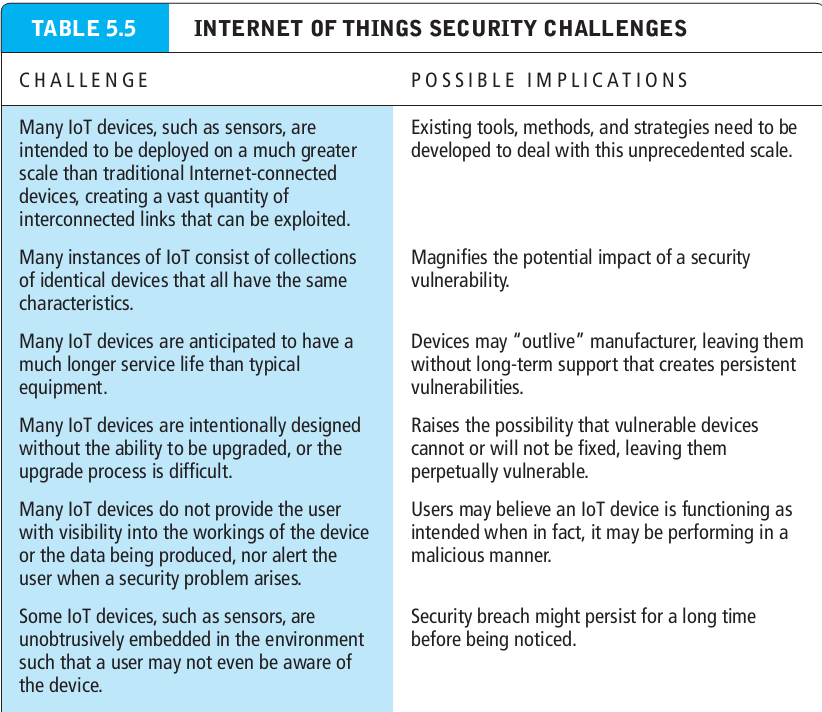 TABLE 5.5 INTERNET OF THINGS SECURITY CHALLENGES
CHALLENGE POSSIBLE IMPLICATIONS
Many IoT devices, such as sensors, are
intended to be deployed on a much greater
scale than traditional Internet-connected
devices, creating a vast quantity of
interconnected links that can be exploited.
Existing tools, methods, and strategies need to be
developed to deal with this unprecedented scale.
Many instances of IoT consist of collections
of identical devices that all have the same
characteristics.
Magnifies the potential impact of a security
vulnerability.
Many IoT devices are anticipated to have a
much longer service life than typical
equipment.
Devices may “outlive” manufacturer, leaving them
without long-term support that creates persistent
vulnerabilities.
Many IoT devices are intentionally designed
without the ability to be upgraded, or the
upgrade process is difficult.
Raises the possibility that vulnerable devices
cannot or will not be fixed, leaving them
perpetually vulnerable.
Many IoT devices do not provide the user
with visibility into the workings of the device
or the data being produced, nor alert the
user when a security problem arises.
Users may believe an IoT device is functioning as
intended when in fact, it may be performing in a
malicious manner.
Some IoT devices, such as sensors, are
unobtrusively embedded in the environment
such that a user may not even be aware of
the device.
Security breach might persist for a long time
before being noticed.